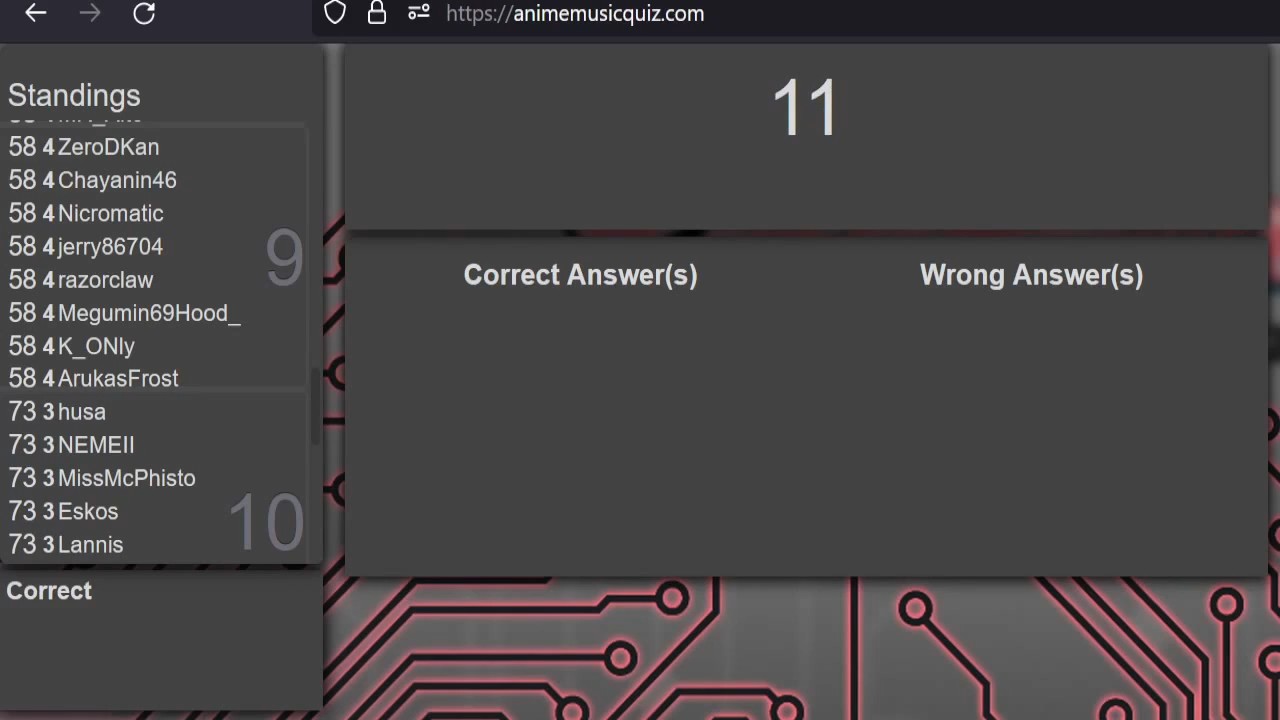 https://animemusicquiz.com
Standings
58 4 ZeroDKan
58 4 Chayanin46
58 4 Nicromatic
58 4 jerry86704
9
58 4 razorclaw
58 4 Megumin69Hood_
58 4 K_ONly
58 4 ArukasFrost
73 3 husa
73 3 NEMEII
73 3 MissMcPhisto
73 3 Eskos
10
73 3 Lannis
Correct
11
Correct Answer(s)
Wrong Answer(s)